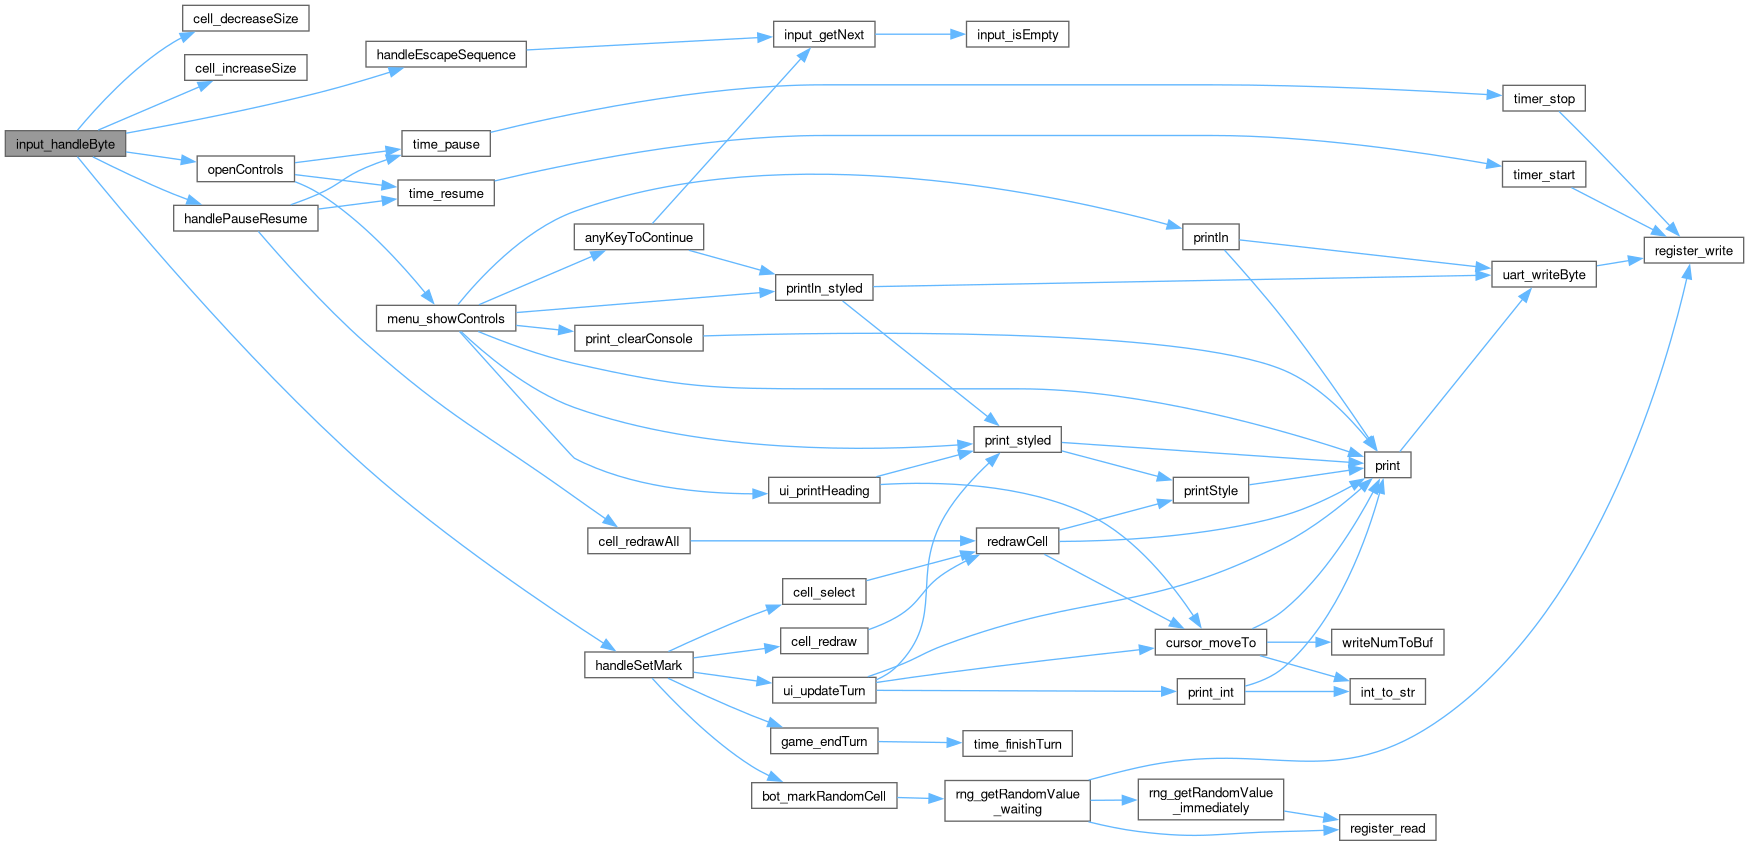 cell_decreaseSize
cell_increaseSize
handleEscapeSequence
input_getNext
input_isEmpty
input_handleByte
openControls
handlePauseResume
time_pause
time_resume
timer_stop
timer_start
register_write
anyKeyToContinue
println
println_styled
uart_writeByte
menu_showControls
print_clearConsole
print_styled
print
ui_printHeading
printStyle
cell_redrawAll
redrawCell
cell_select
cell_redraw
cursor_moveTo
writeNumToBuf
handleSetMark
ui_updateTurn
print_int
int_to_str
game_endTurn
time_finishTurn
bot_markRandomCell
rng_getRandomValue
_waiting
rng_getRandomValue
_immediately
register_read